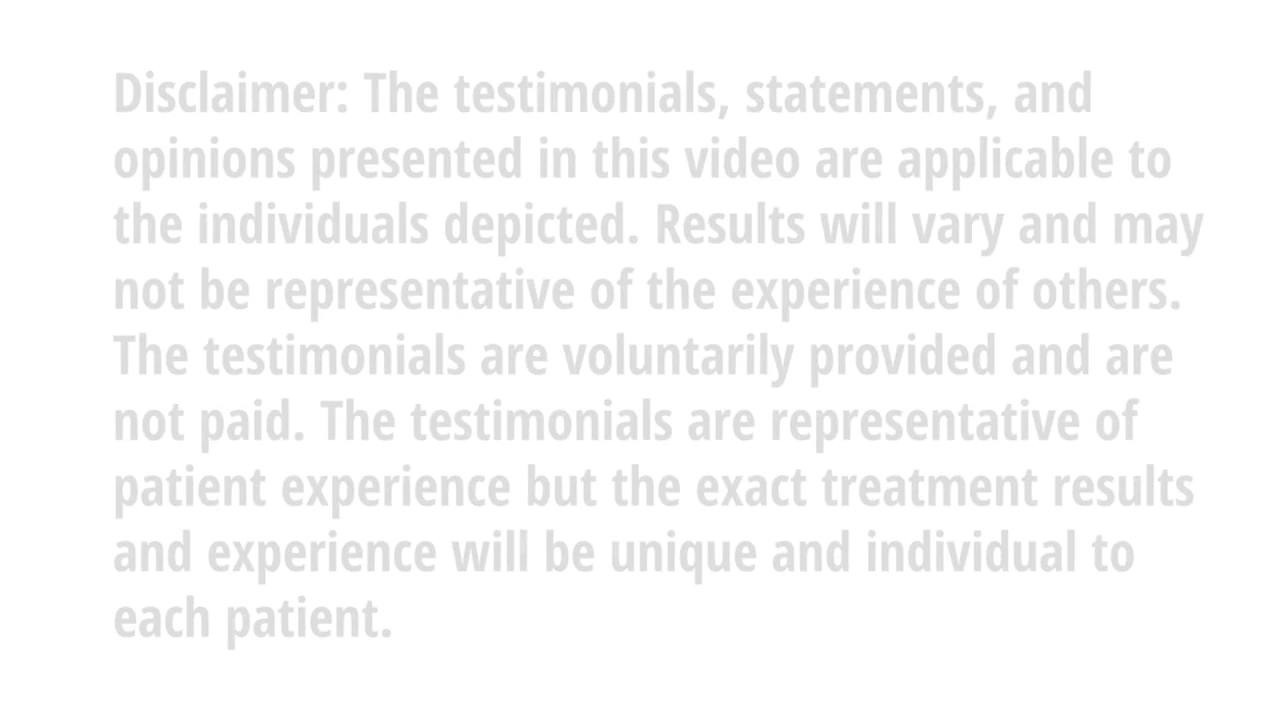 Disclaimer: The testimonials, statements, and
opinions presented in this video are applicable to
the individuals depicted. Results will vary and may
not be representative of the experience of others.
The testimonials are voluntarily provided and are
not paid. The testimonials are representative of
patient experience but the exact treatment results
and experience will be unique and individual to
each patient.